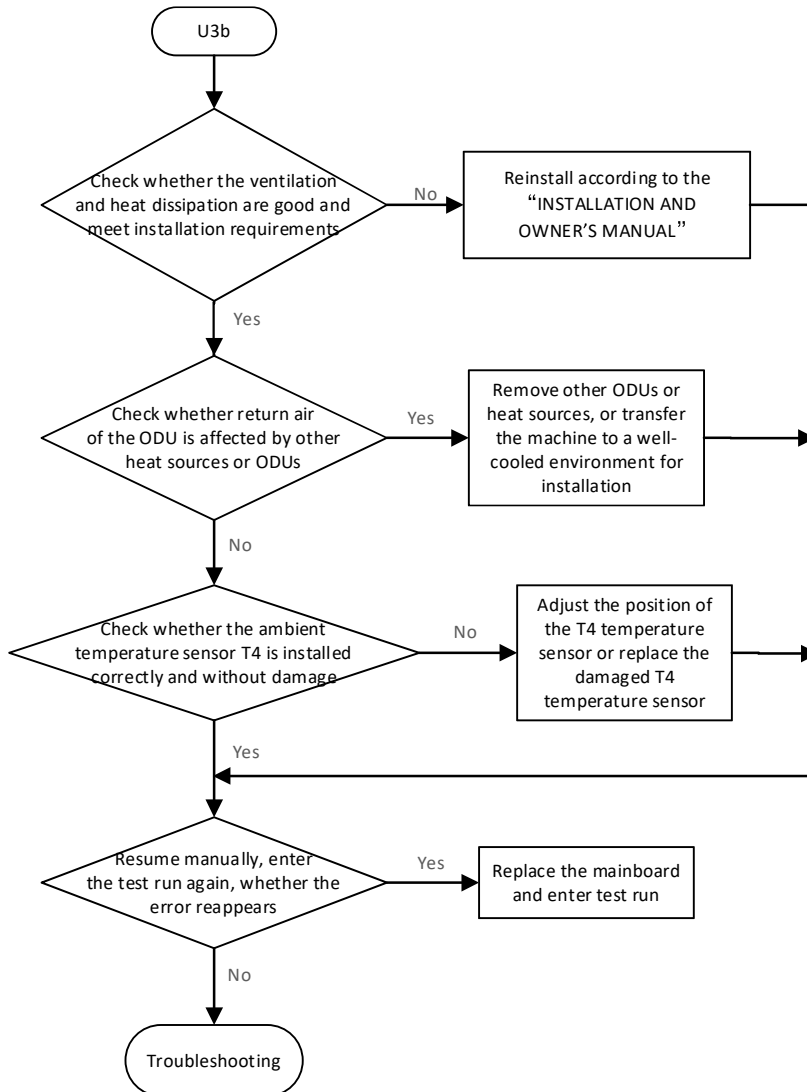 U3b
Check whether the ventilation
and heat dissipation are good and
meet installation requirements
No
Reinstall according to the
“INSTALLATION AND
OWNER’S MANUAL”
Yes
Check whether return air
of the ODU is affected by other
heat sources or ODUs
Yes
Remove other ODUs or
heat sources, or transfer
the machine to a well-
cooled environment for
installation
No
Check whether the ambient
temperature sensor T4 is installed
correctly and without damage
No
Adjust the position of
the T4 temperature
sensor or replace the
damaged T4
temperature sensor
Yes
Resume manually, enter
the test run again, whether the
error reappears
Yes
Replace the mainboard
and enter test run
No
Troubleshooting